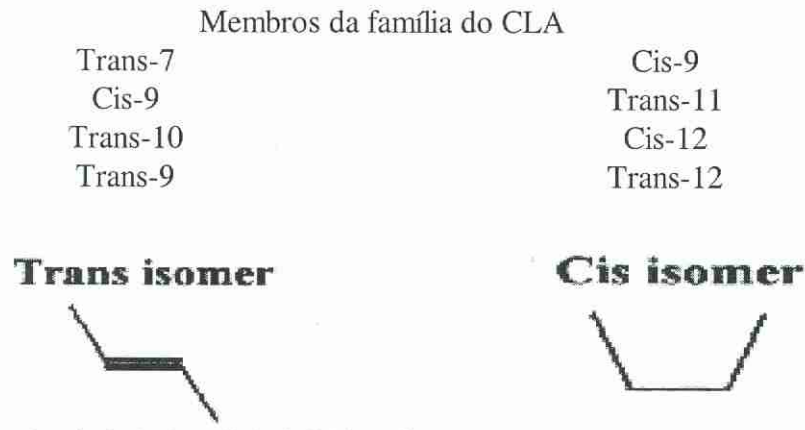 Membros da família do CLA
Trans-7 Cis-9
Cis-9 Trans-11
Trans-10 Cis-12
Trans-9 Trans-12
Trans isomer Cis isomer